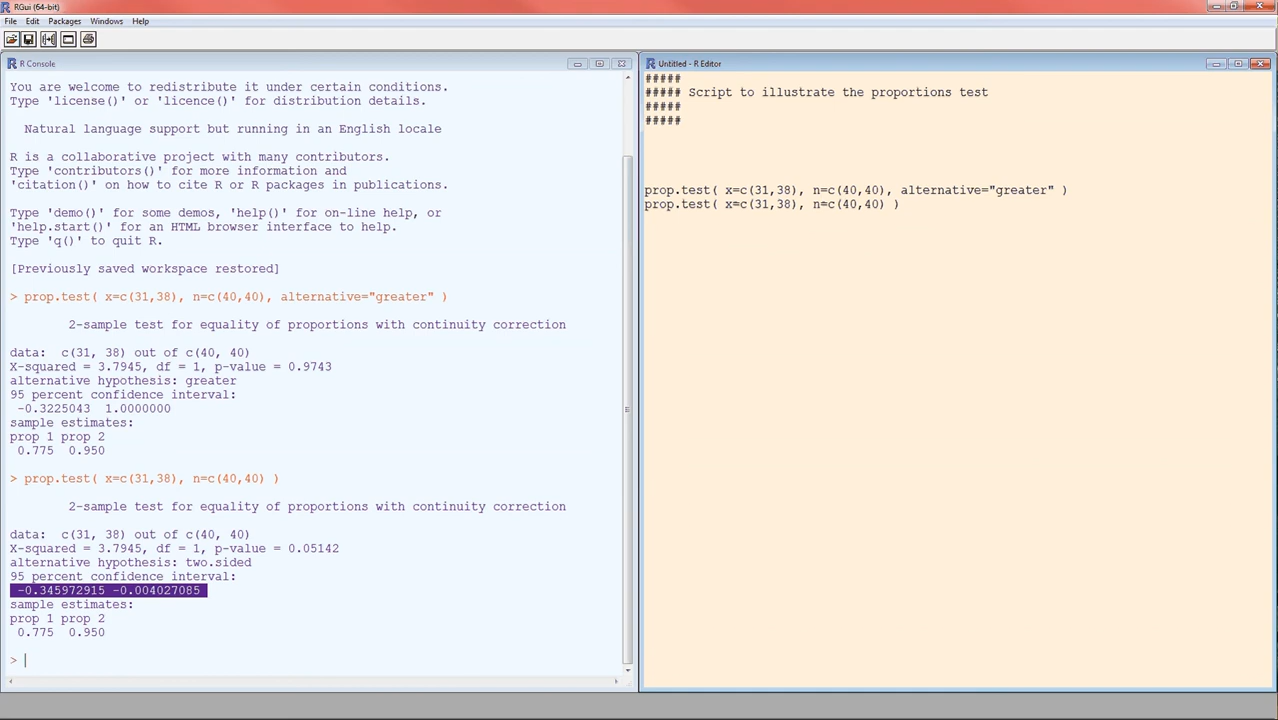 RGui (64-bit)
File Edit Packages Windows Help
R Console
You are welcome to redistribute it under certain conditions.
Type 'license()' or 'licence()' for distribution details.
Natural language support but running in an English locale
R is a collaborative project with many contributors.
Type 'contributors()' for more information and
'citation()' on how to cite R or R packages in publications.
Type 'demo()' for some demos, 'help()' for on-line help, or
'help.start()' for an HTML browser interface to help.
Type 'q()' to quit R.
[Previously saved workspace restored]
> prop.test( x=c(31,38), n=c(40,40), alternative="greater" )
2-sample test for equality of proportions with continuity correction
data:  c(31, 38) out of c(40, 40)
X-squared = 3.7945, df = 1, p-value = 0.9743
alternative hypothesis: greater
95 percent confidence interval:
-0.3225043  1.0000000
sample estimates:
prop 1 prop 2
0.775  0.950
> prop.test( x=c(31,38), n=c(40,40) )
2-sample test for equality of proportions with continuity correction
data:  c(31, 38) out of c(40, 40)
X-squared = 3.7945, df = 1, p-value = 0.05142
alternative hypothesis: two.sided
95 percent confidence interval:
-0.345972915 -0.004027085
sample estimates:
prop 1 prop 2
0.775  0.950
>
Untitled - R Editor
#####
##### Script to illustrate the proportions test
#####
#####
prop.test( x=c(31,38), n=c(40,40), alternative="greater" )
prop.test( x=c(31,38), n=c(40,40) )